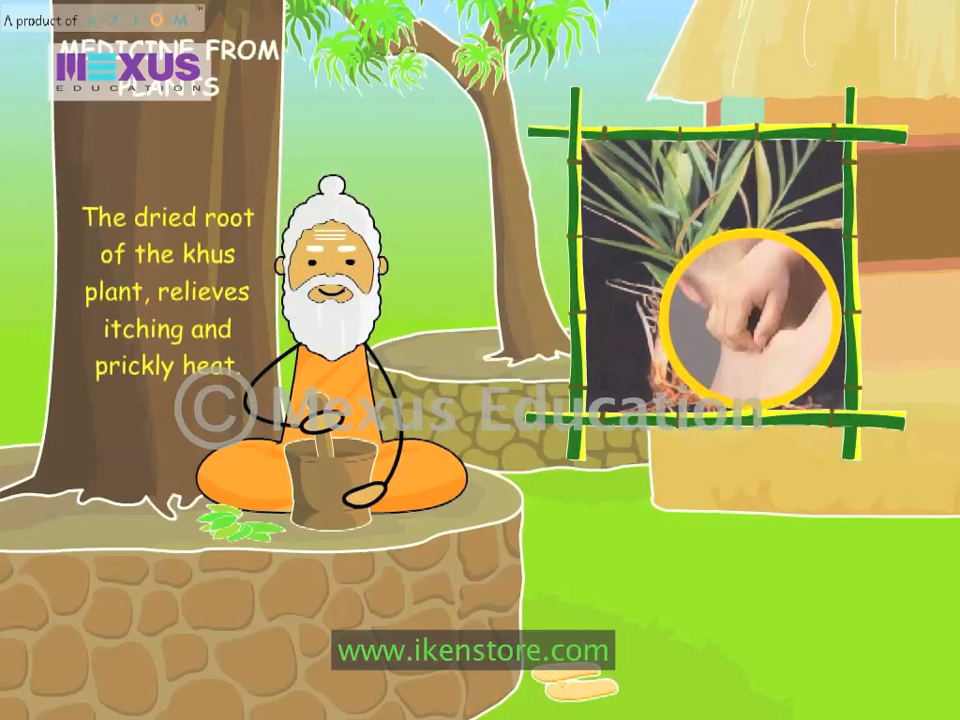 A product of AXIOM™
MEDICINE FROM
PLANTS
MEXUS
EDUCATION
The dried root
of the khus
plant, relieves
itching and
prickly heat.
© Mexus Education
www.ikenstore.com